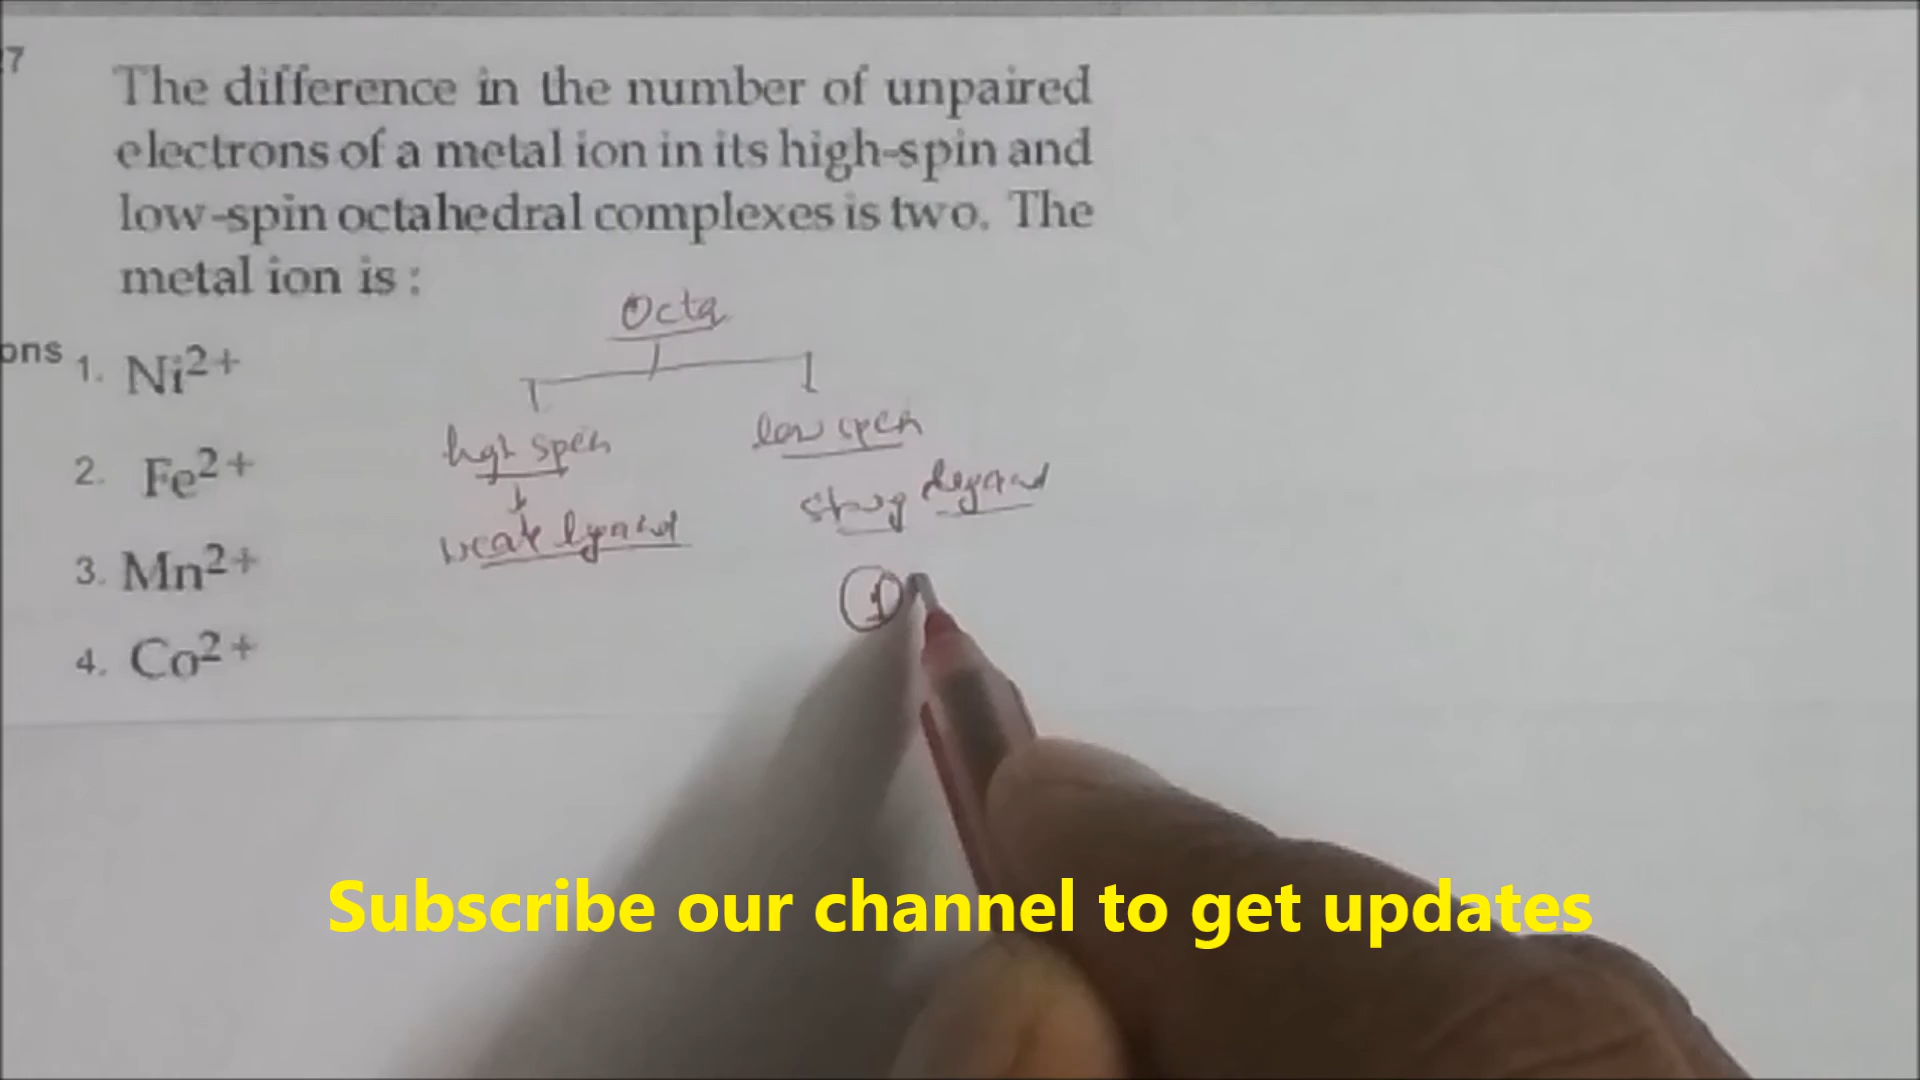 7
The difference in the number of unpaired
electrons of a metal ion in its high-spin and
low-spin octahedral complexes is two. The
metal ion is :
Octa
ons
1. Ni2+
high spin
low spin
2. Fe2+
strong ligand
weak ligand
3. Mn2+
1
4. Co2+
Subscribe our channel to get updates